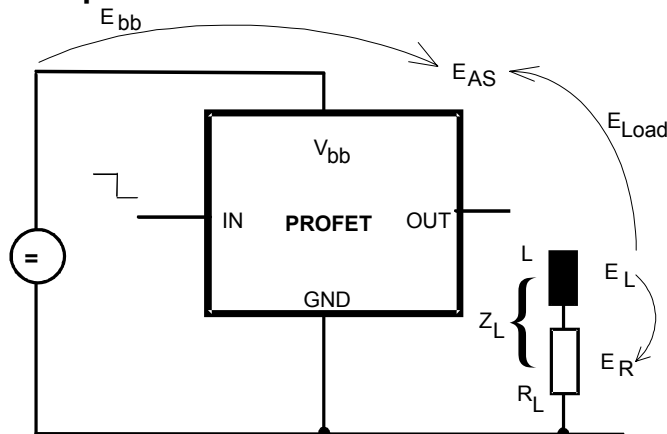 E bb
E AS
E Load
V bb
IN PROFET OUT
=
L E L
GND
Z L {
E R
R L